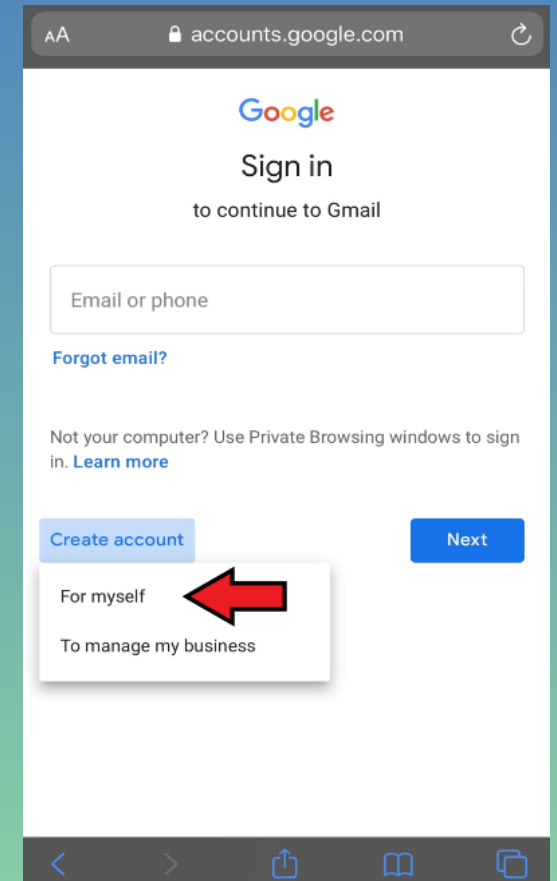 AA accounts.google.com
Google
Sign in
to continue to Gmail
Email or phone
Forgot email?
Not your computer? Use Private Browsing windows to sign
in. Learn more
Create account Next
For myself
To manage my business